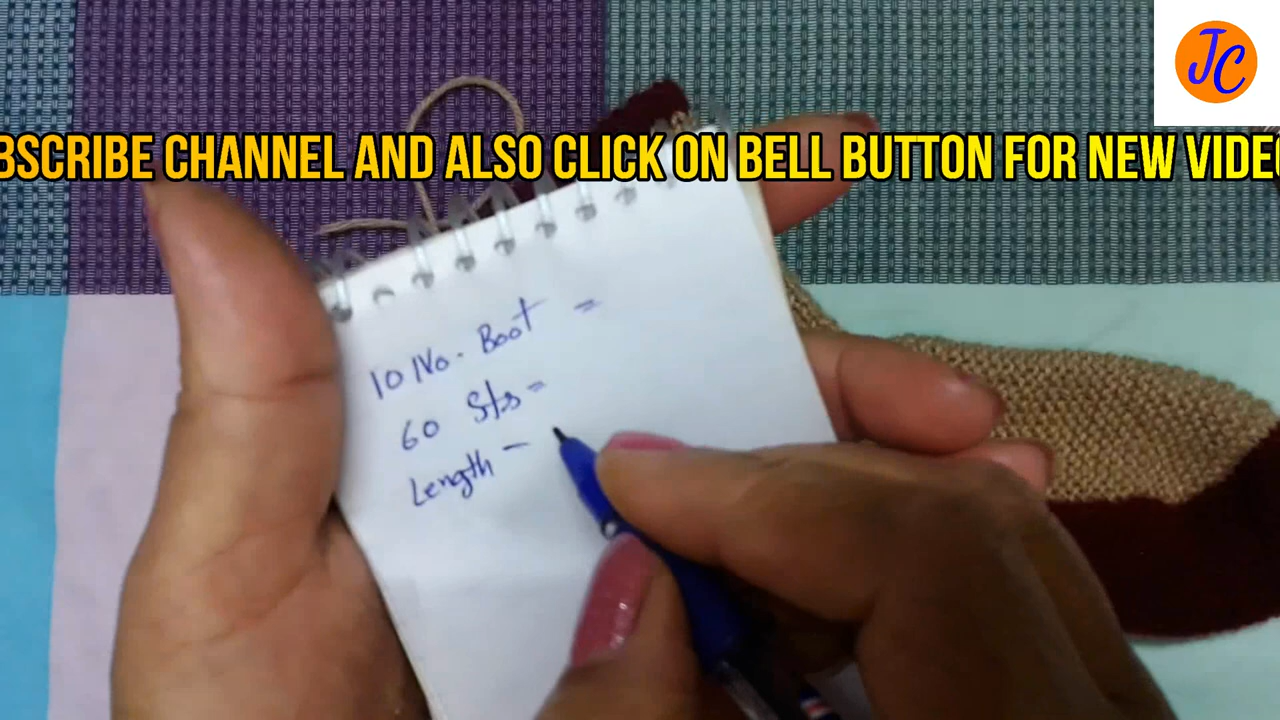 JC
BSCRIBE CHANNEL AND ALSO CLICK ON BELL BUTTON FOR NEW VIDEO
10 No. Boot =
60 Sts =
Length –